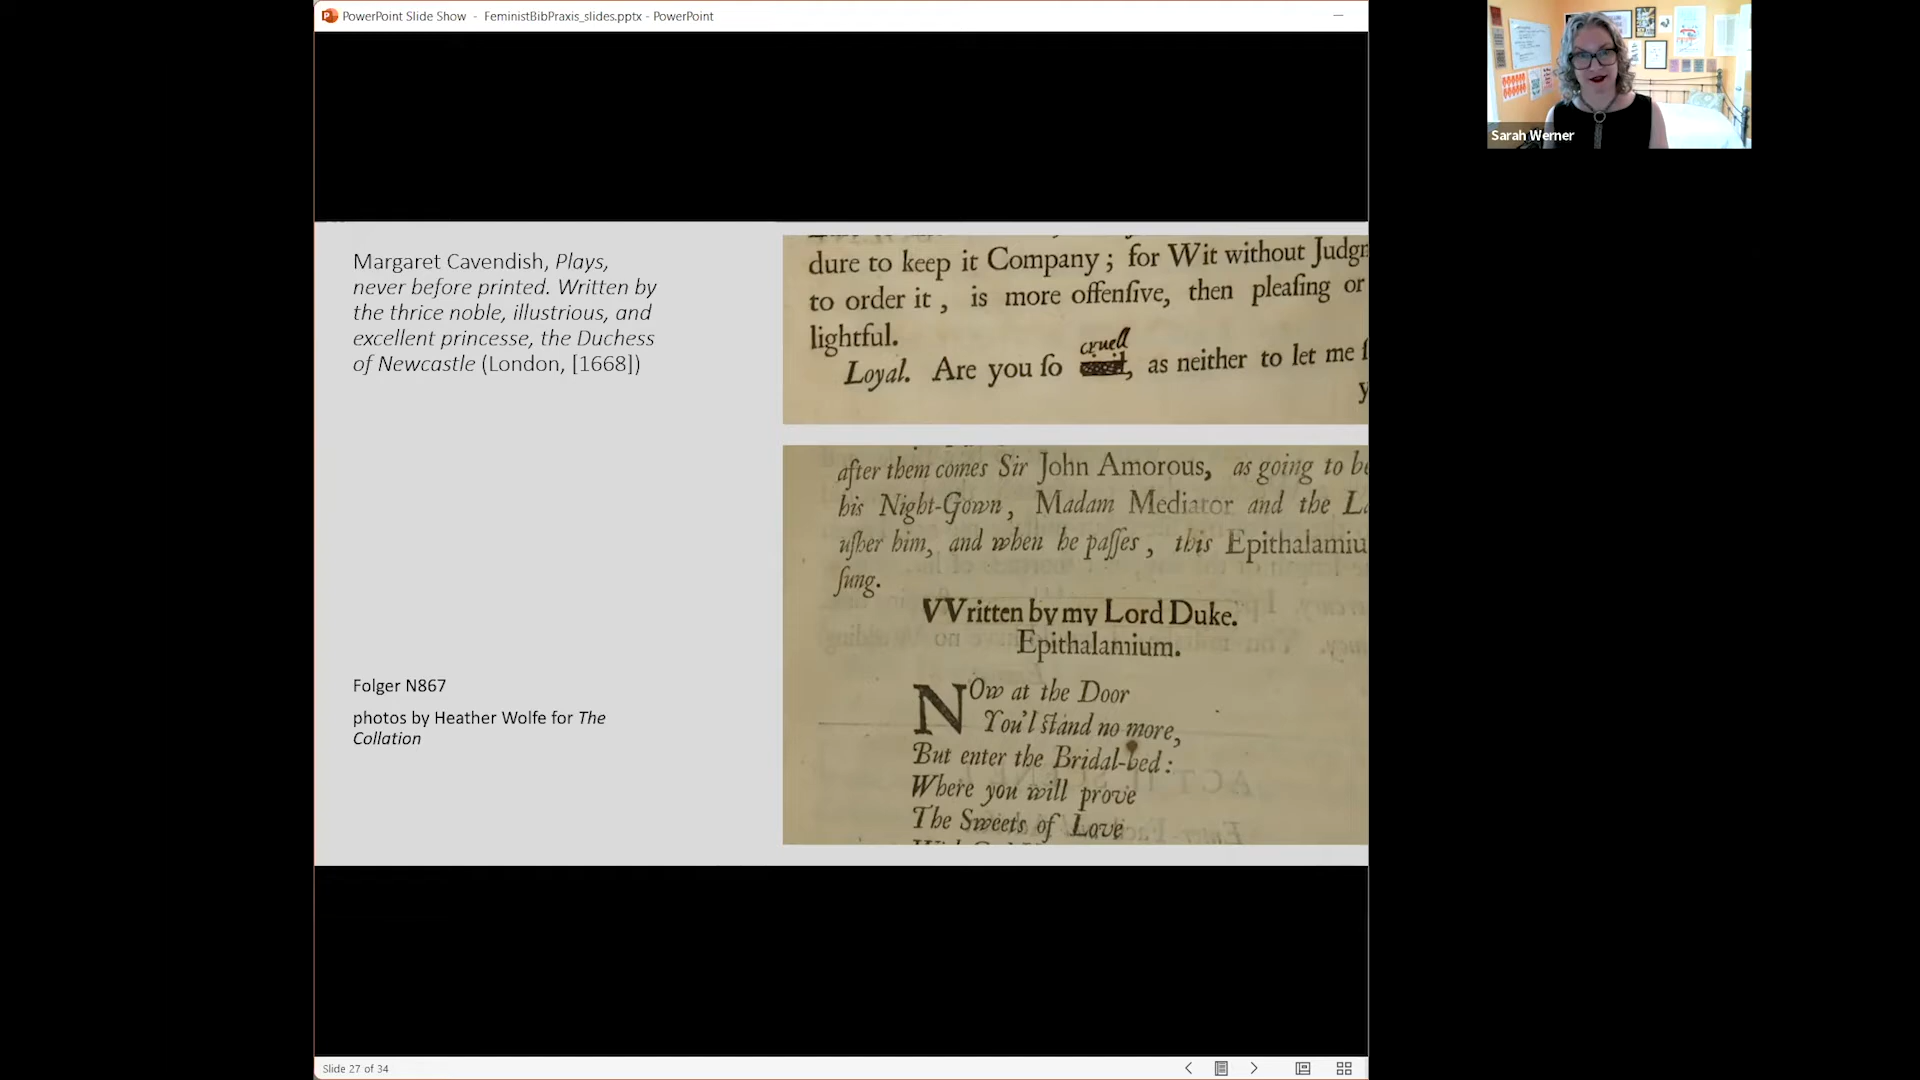 PowerPoint Slide Show - FeministBibPraxis_slides.pptx - PowerPoint
Sarah Werner
Margaret Cavendish, Plays,
never before printed. Written by
the thrice noble, illustrious, and
excellent princesse, the Duchess
of Newcastle (London, [1668])
Folger N867
photos by Heather Wolfe for The
Collation
dure to keep it Company; for Wit without Judgm
to order it, is more offenſive, then pleaſing or
lightful.
cruell
Loyal. Are you ſo , as neither to let me ſ
y
after them comes Sir John Amorous, as going to be
his Night-Gown, Madam Mediator and the La
uſher him, and when he paſſes, this Epithalamiu
ſung.
VVritten by my Lord Duke.
Epithalamium.
NOw at the Door
You'l ſtand no more,
But enter the Bridal-bed:
Where you will prove
The Sweets of Love
Slide 27 of 34